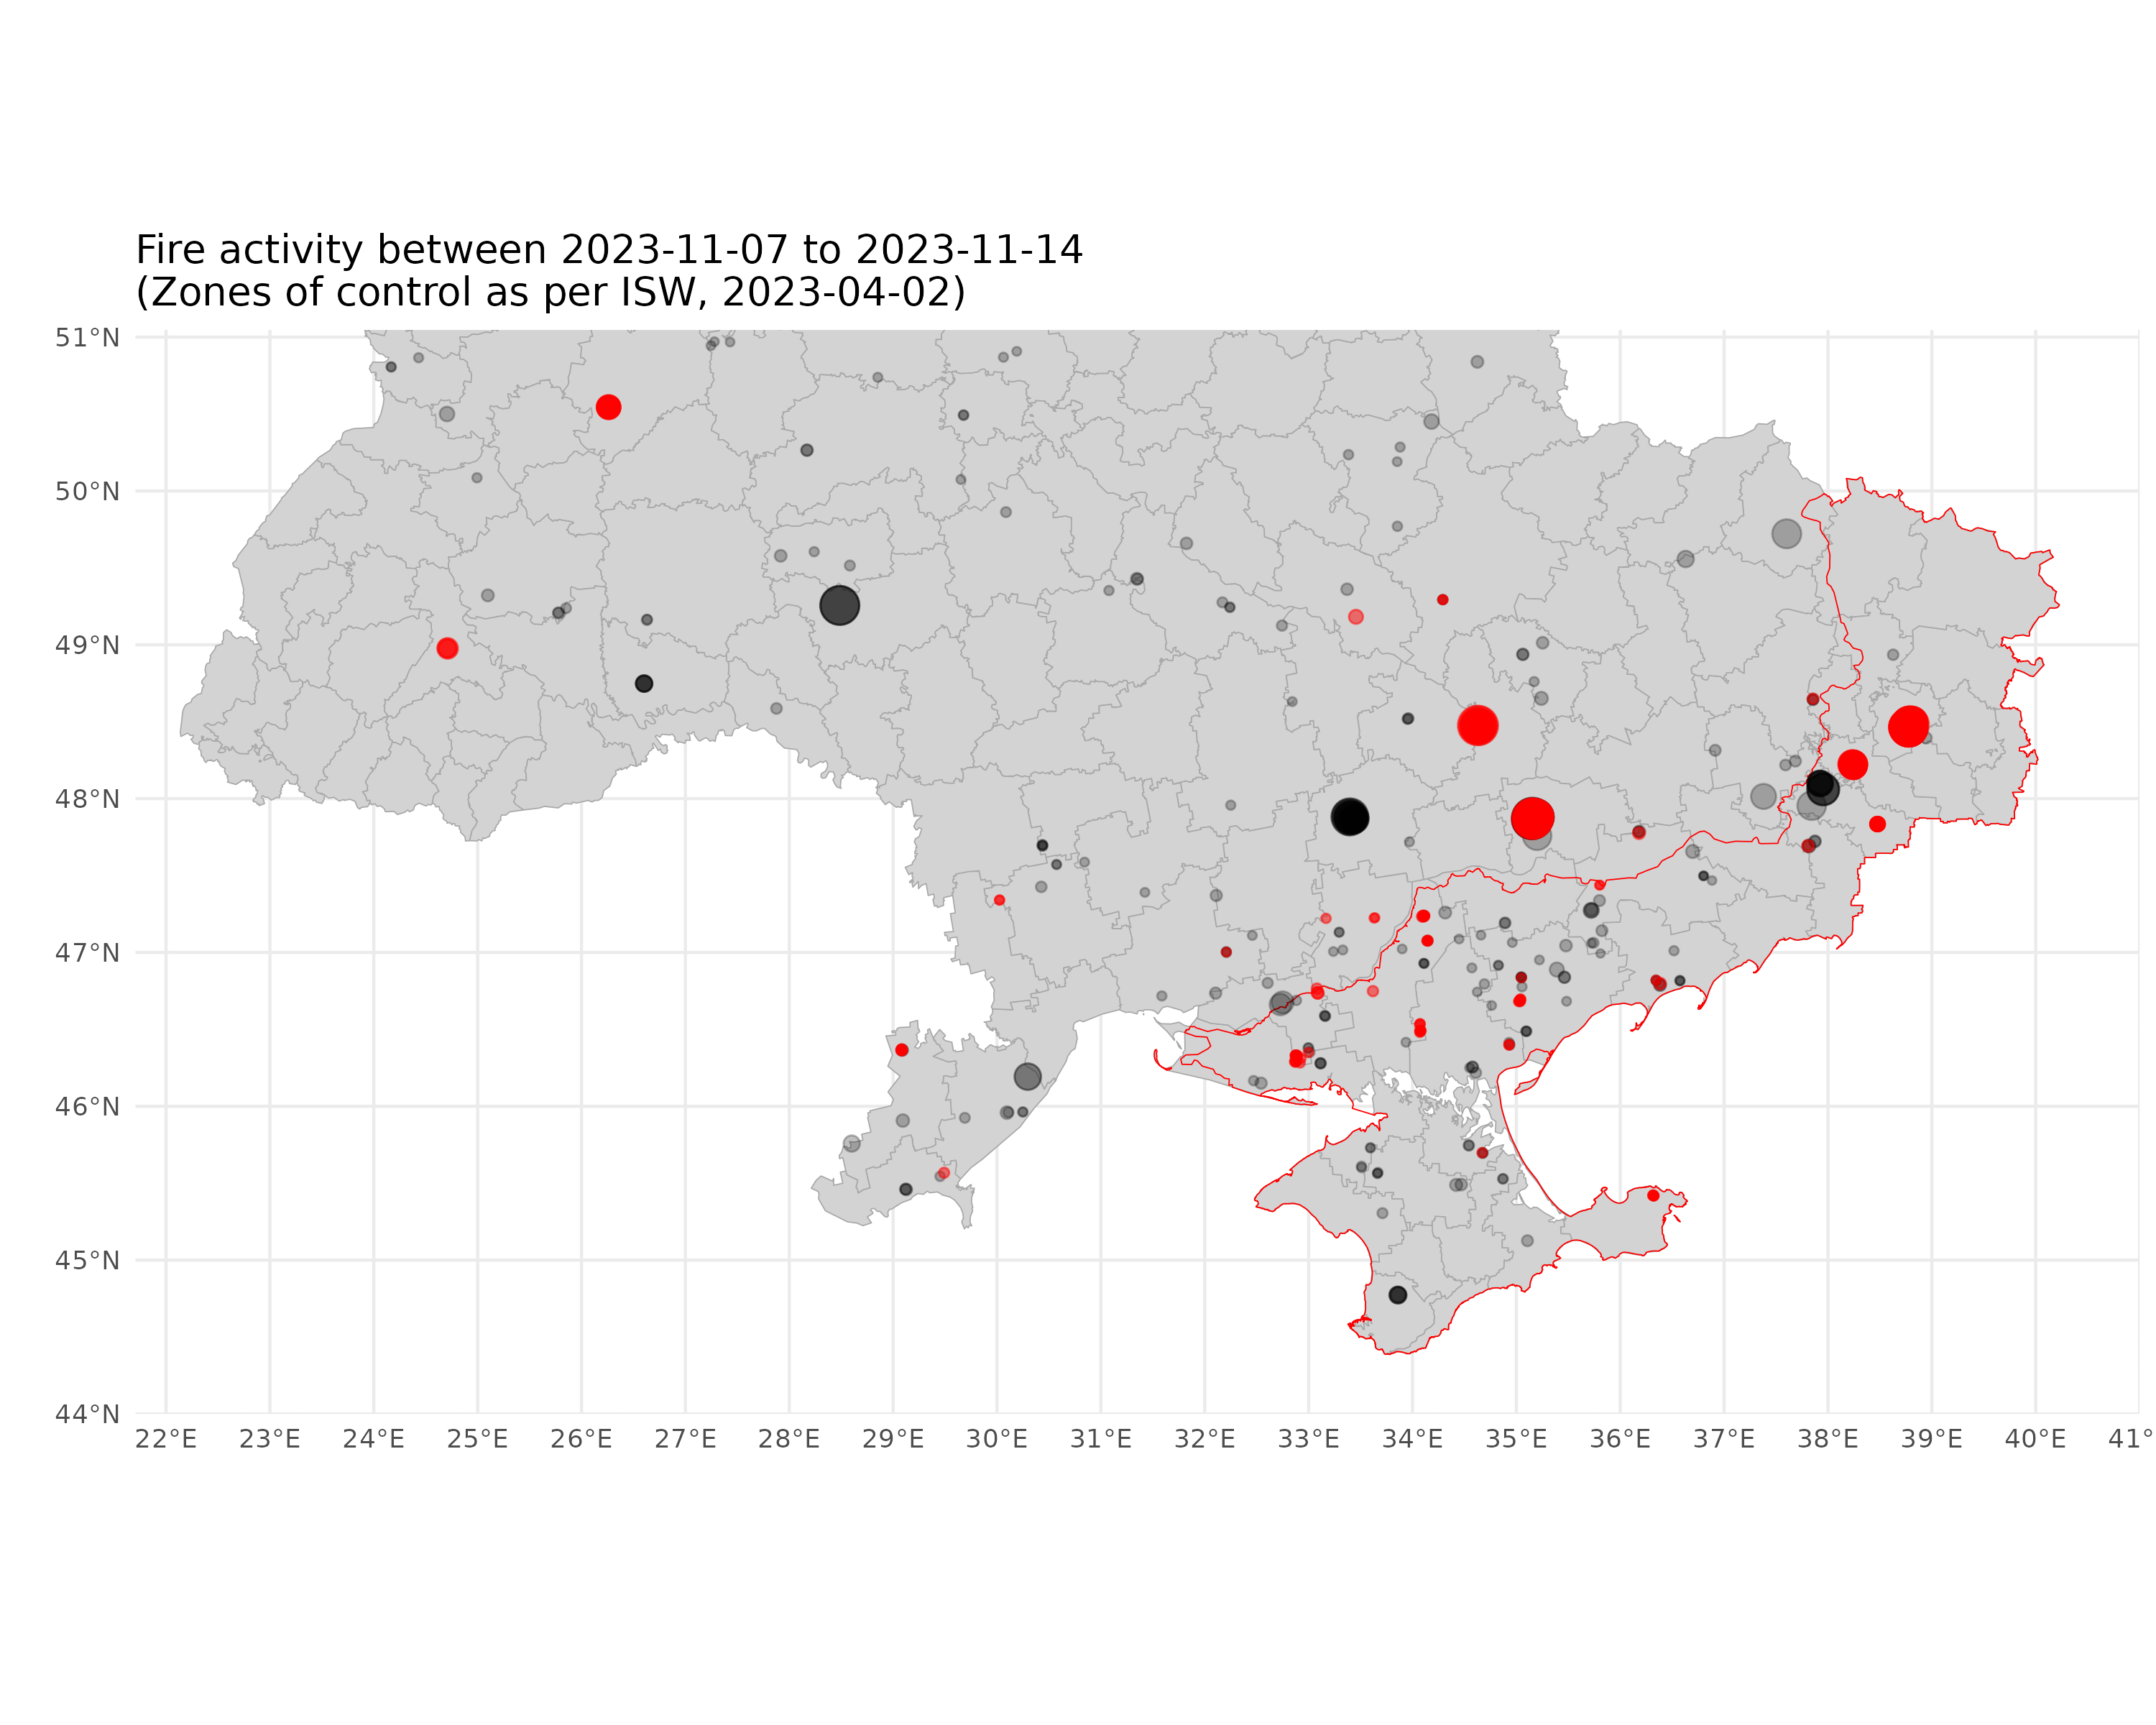 Fire activity between 2023-11-07 to 2023-11-14
(Zones of control as per ISW, 2023-04-02)
51°N
50°N
49°N
48°N
47°N
46°N
45°N
44°N
22°E 23°E 24°E 25°E 26°E 27°E 28°E 29°E 30°E 31°E 32°E 33°E 34°E 35°E 36°E 37°E 38°E 39°E 40°E 41°